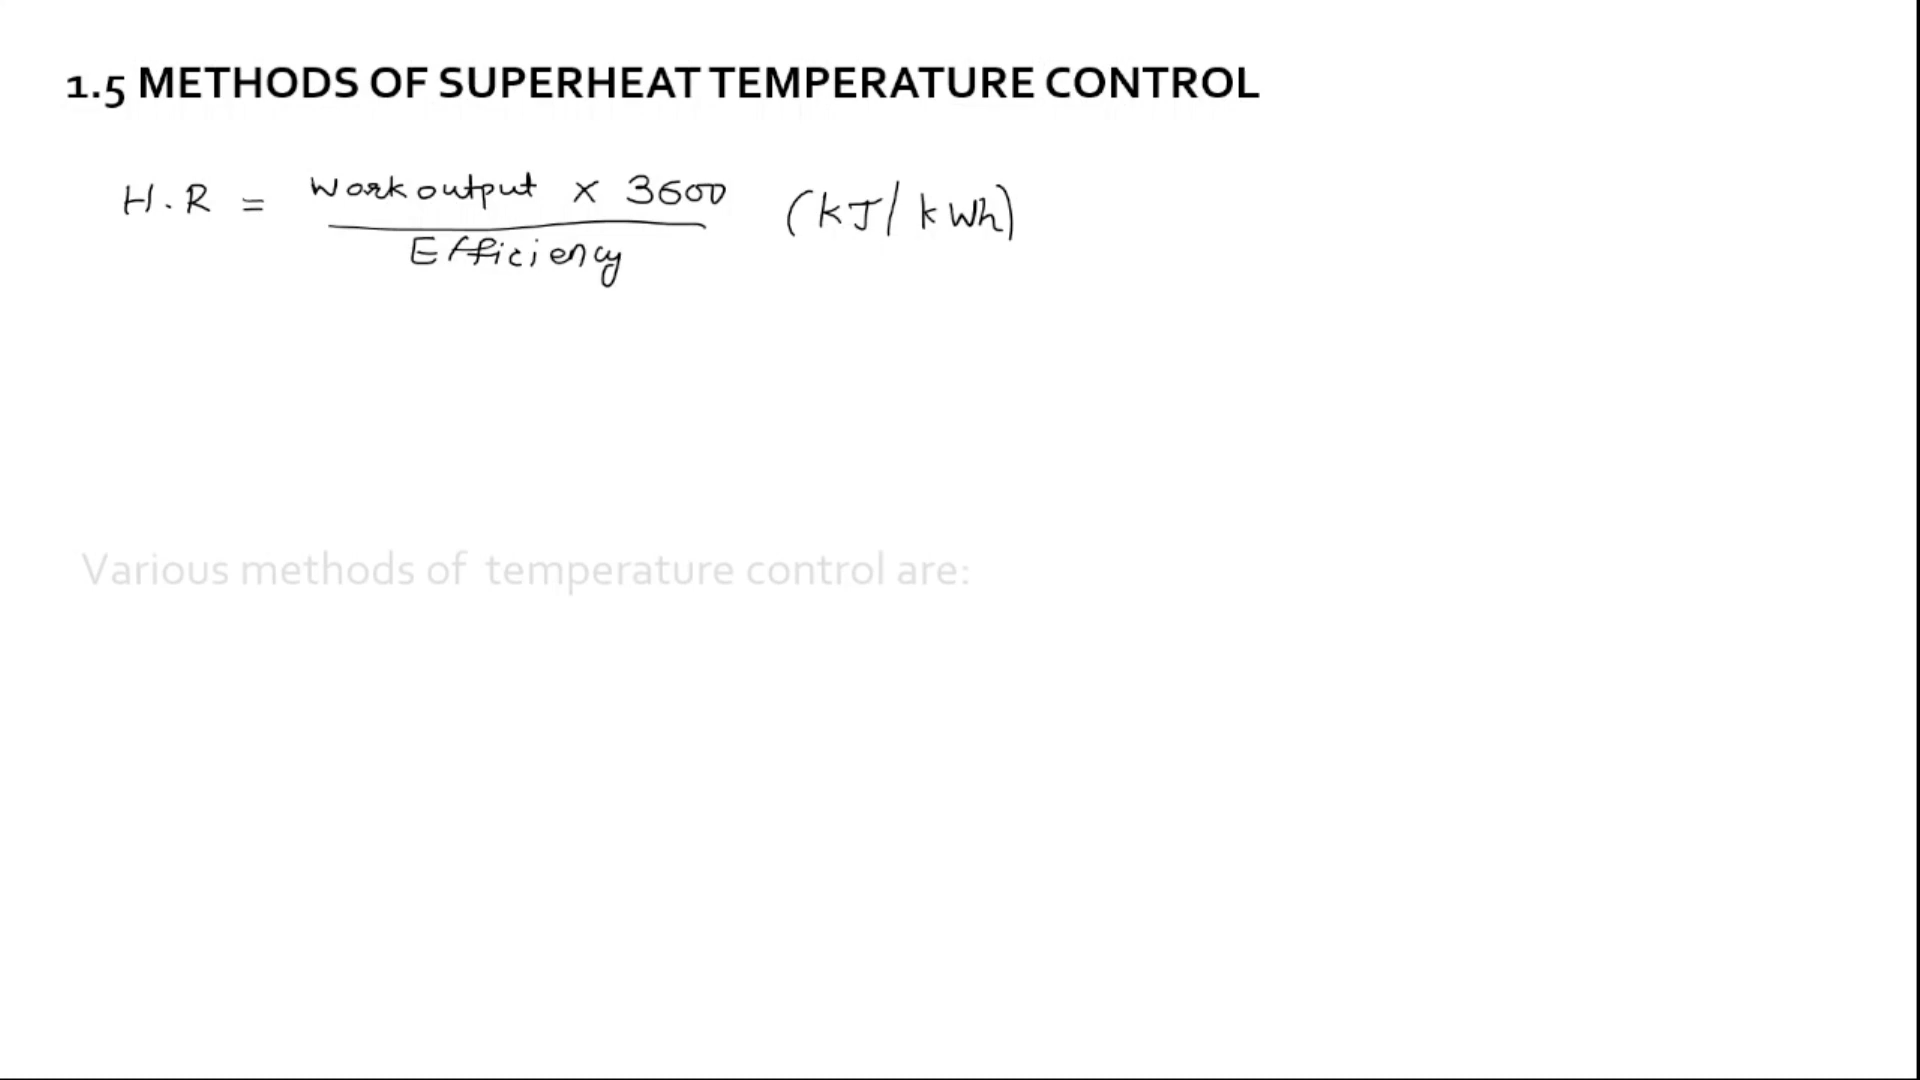 1.5 METHODS OF SUPERHEAT TEMPERATURE CONTROL
H.R = Work output × 3600 (kJ/kWh)
Efficiency
Various methods of temperature control are: